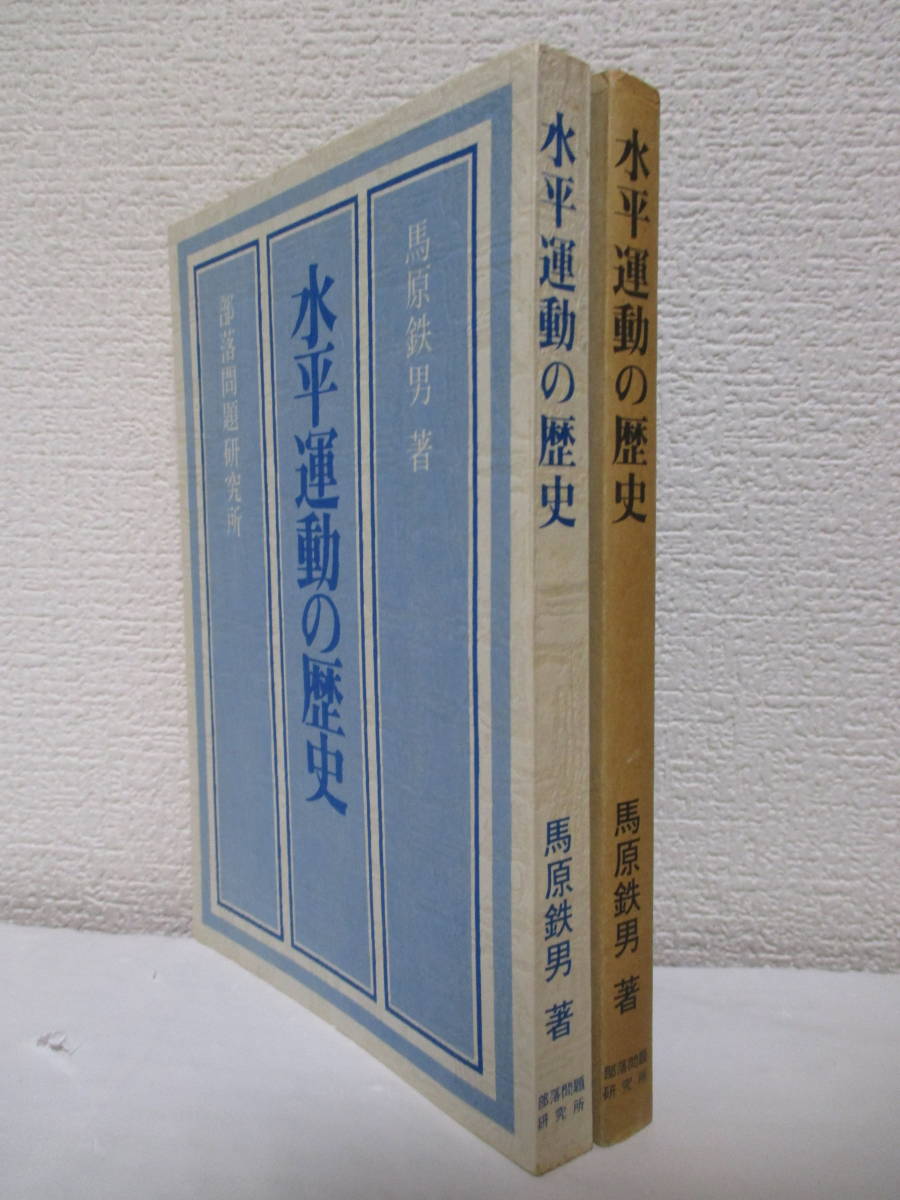 馬原鉄男 著
水平運動の歴史
部落問題研究所
水平運動の歴史
馬原鉄男 著
部落問題
研究所
水平運動の歴史
馬原鉄男 著
部落問題
研究所